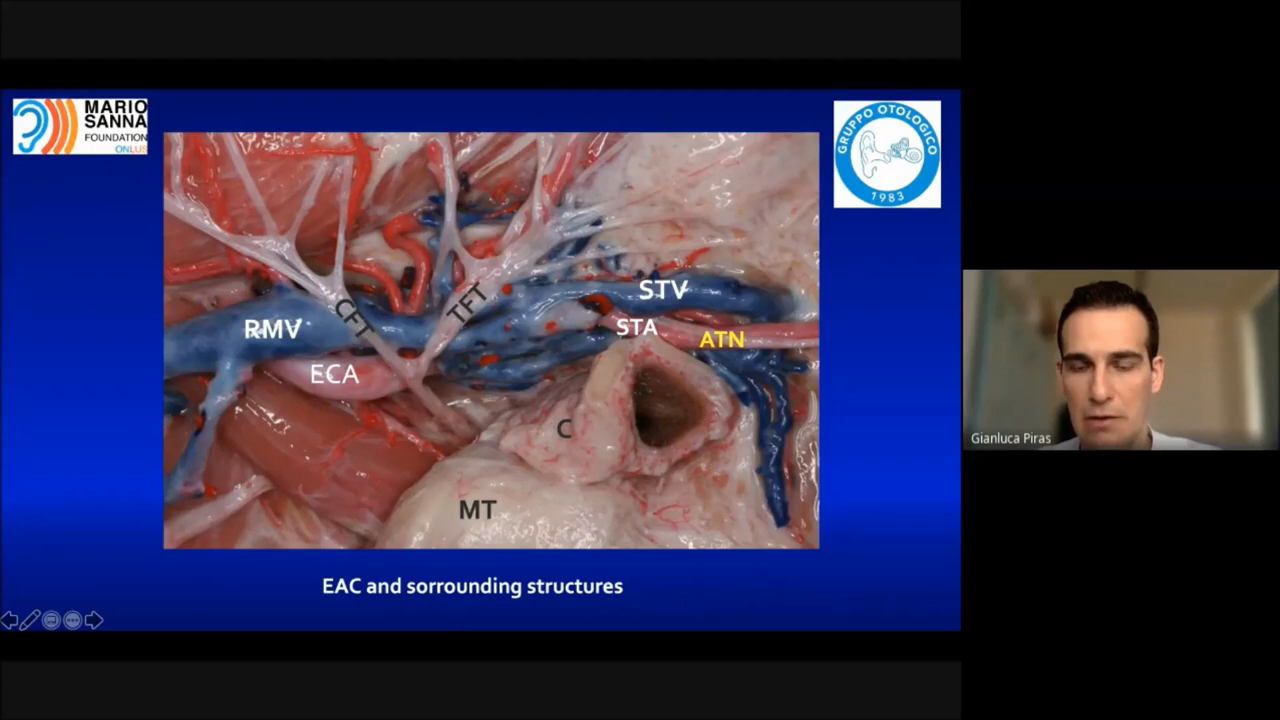 MARIO
SANNA
FOUNDATION
ONLUS
GRUPPO OTOLOGICO
1983
STV
CFT
TFT
RMV
STA
ATN
ECA
C
MT
Gianluca Piras
EAC and sorrounding structures